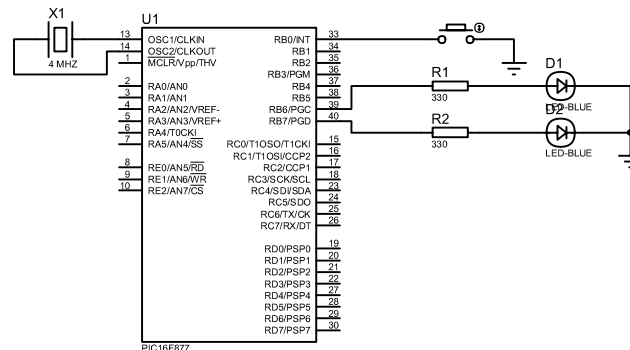 X1
4 MHZ
U1
13 OSC1/CLKIN
14 OSC2/CLKOUT
1 MCLR/Vpp/THV
2 RA0/AN0
3 RA1/AN1
4 RA2/AN2/VREF-
5 RA3/AN3/VREF+
6 RA4/T0CKI
7 RA5/AN4/SS
8 RE0/AN5/RD
9 RE1/AN6/WR
10 RE2/AN7/CS
RB0/INT 33
RB1 34
RB2 35
RB3/PGM 36
RB4 37
RB5 38
RB6/PGC 39
RB7/PGD 40
RC0/T1OSO/T1CKI 15
RC1/T1OSI/CCP2 16
RC2/CCP1 17
RC3/SCK/SCL 18
RC4/SDI/SDA 23
RC5/SDO 24
RC6/TX/CK 25
RC7/RX/DT 26
RD0/PSP0 19
RD1/PSP1 20
RD2/PSP2 21
RD3/PSP3 22
RD4/PSP4 27
RD5/PSP5 28
RD6/PSP6 29
RD7/PSP7 30
PIC16F877
R1
330
D1
LED-BLUE
R2
330
D2
LED-BLUE